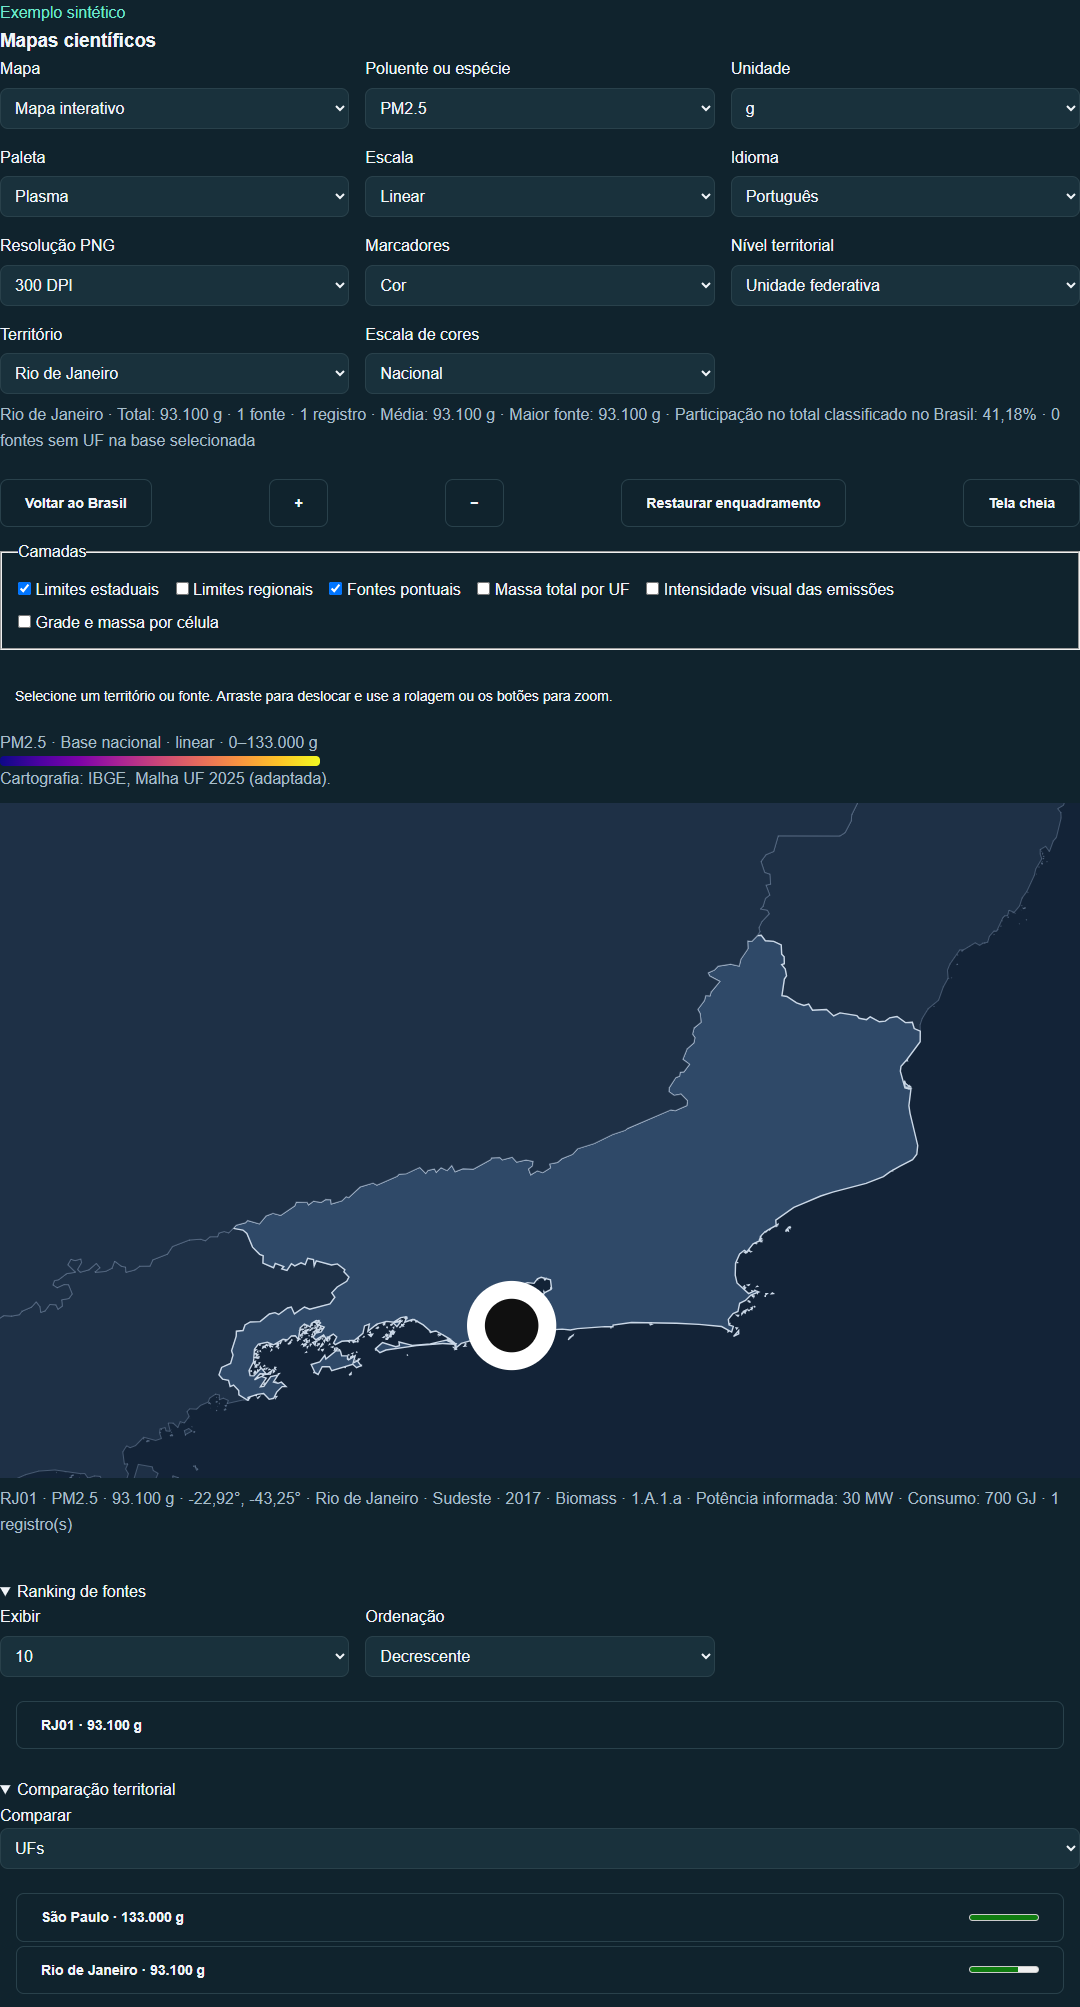 Exemplo sintético
Mapas científicos
Mapa
Poluente ou espécie
Unidade
Mapa interativo
PM2.5
g
Paleta
Escala
Idioma
Plasma
Linear
Português
Resolução PNG
Marcadores
Nível territorial
300 DPI
Cor
Unidade federativa
Território
Escala de cores
Rio de Janeiro
Nacional
Rio de Janeiro · Total: 93.100 g · 1 fonte · 1 registro · Média: 93.100 g · Maior fonte: 93.100 g · Participação no total classificado no Brasil: 41,18% · 0
fontes sem UF na base selecionada
Voltar ao Brasil
+
−
Restaurar enquadramento
Tela cheia
Camadas
Limites estaduais
Limites regionais
Fontes pontuais
Massa total por UF
Intensidade visual das emissões
Grade e massa por célula
Selecione um território ou fonte. Arraste para deslocar e use a rolagem ou os botões para zoom.
PM2.5 · Base nacional · linear · 0–133.000 g
Cartografia: IBGE, Malha UF 2025 (adaptada).
RJ01 · PM2.5 · 93.100 g · -22,92°, -43,25° · Rio de Janeiro · Sudeste · 2017 · Biomass · 1.A.1.a · Potência informada: 30 MW · Consumo: 700 GJ · 1
registro(s)
▼ Ranking de fontes
Exibir
Ordenação
10
Decrescente
RJ01 · 93.100 g
▼ Comparação territorial
Comparar
UFs
São Paulo · 133.000 g
Rio de Janeiro · 93.100 g